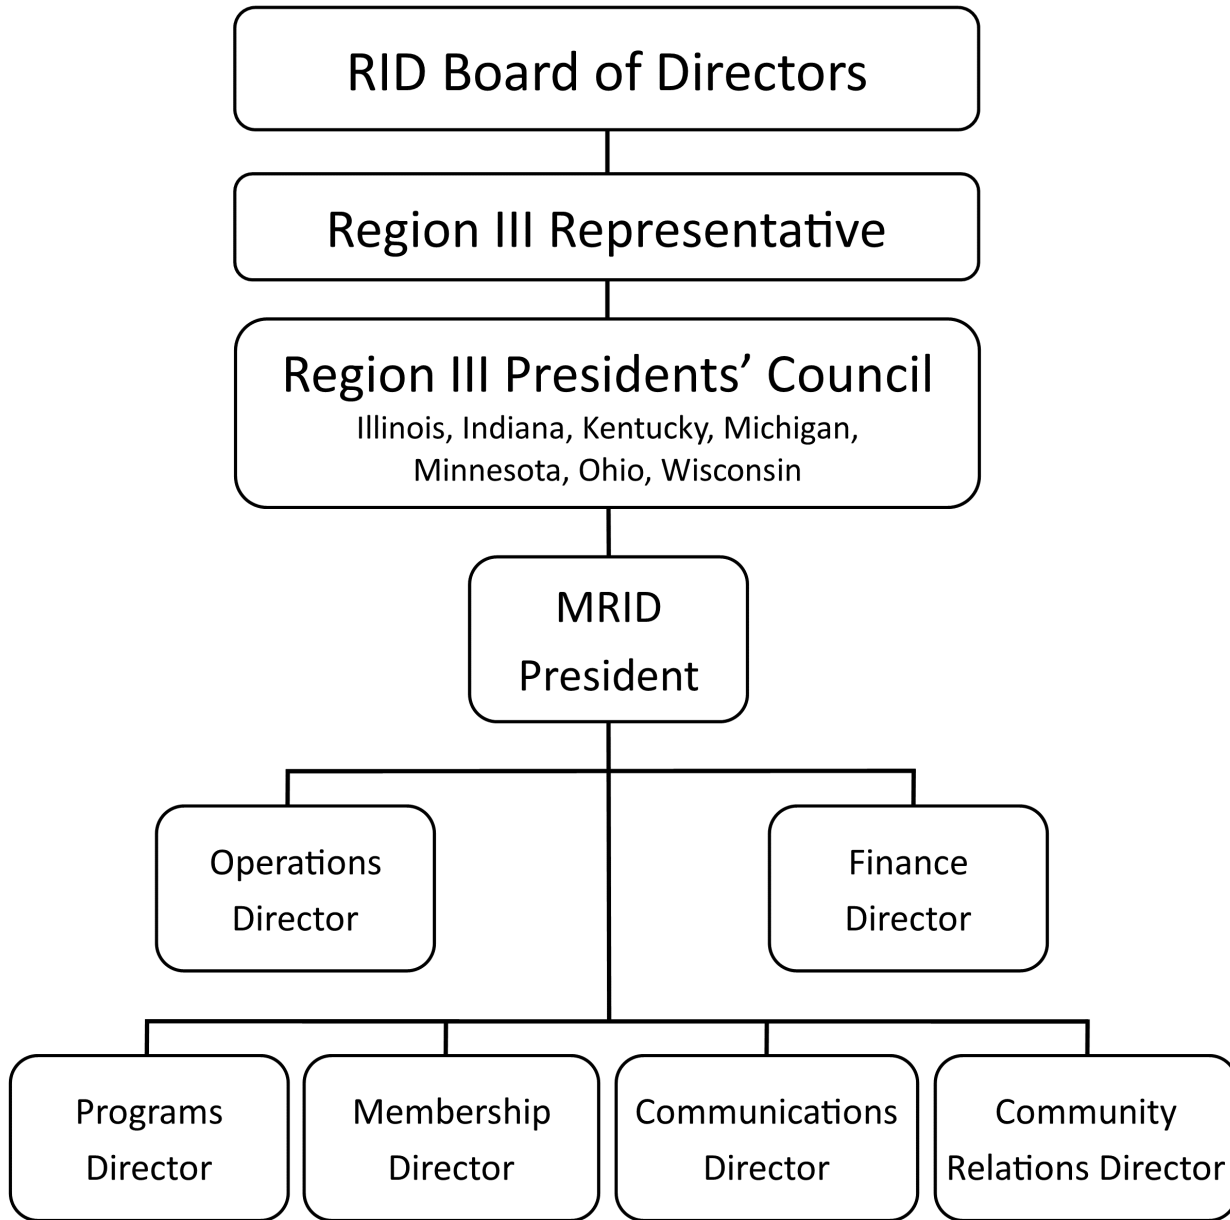 RID Board of Directors
Region III Representative
Region III Presidents’ Council
Illinois, Indiana, Kentucky, Michigan,
Minnesota, Ohio, Wisconsin
MRID
President
Operations
Director
Finance
Director
Programs
Director
Membership
Director
Communications
Director
Community
Relations Director